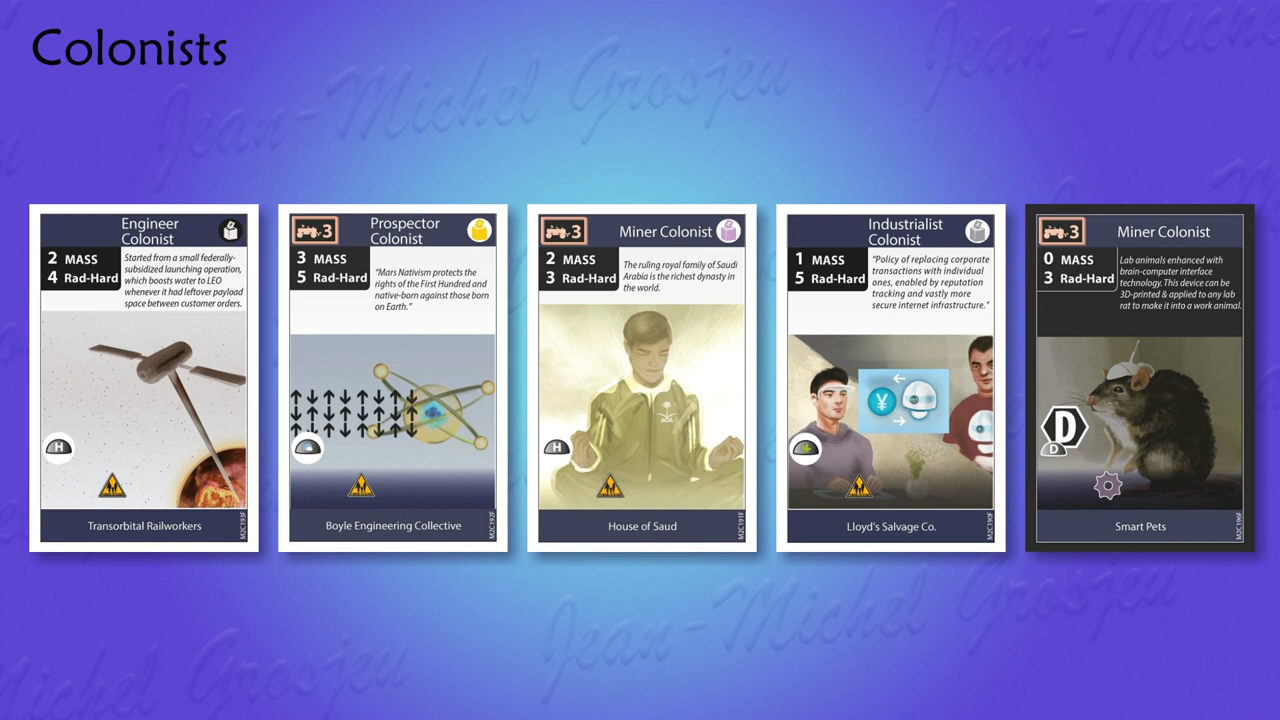 Colonists
Jean-Michel Grosjeu
Engineer
Colonist
2 MASS
4 Rad-Hard
Started from a small federally-
subsidized launching operation,
which boosts water to LEO
whenever it had leftover payload
space between customer orders.
H
Transorbital Railworkers
M2C193F
3
Prospector
Colonist
3 MASS
5 Rad-Hard
"Mars Nativism protects the
rights of the First Hundred and
native-born against those born
on Earth."
Boyle Engineering Collective
M2C192F
3
Miner Colonist
2 MASS
3 Rad-Hard
The ruling royal family of Saudi
Arabia is the richest dynasty in
the world.
H
House of Saud
M2C191F
Industrialist
Colonist
1 MASS
5 Rad-Hard
"Policy of replacing corporate
transactions with individual
ones, enabled by reputation
tracking and vastly more
secure internet infrastructure."
¥
Lloyd's Salvage Co.
M2C190F
3
Miner Colonist
0 MASS
3 Rad-Hard
Lab animals enhanced with
brain-computer interface
technology. This device can be
3D-printed & applied to any lab
rat to make it into a work animal.
D
D
Smart Pets
M2C196F
Jean-Michel Grosjeu